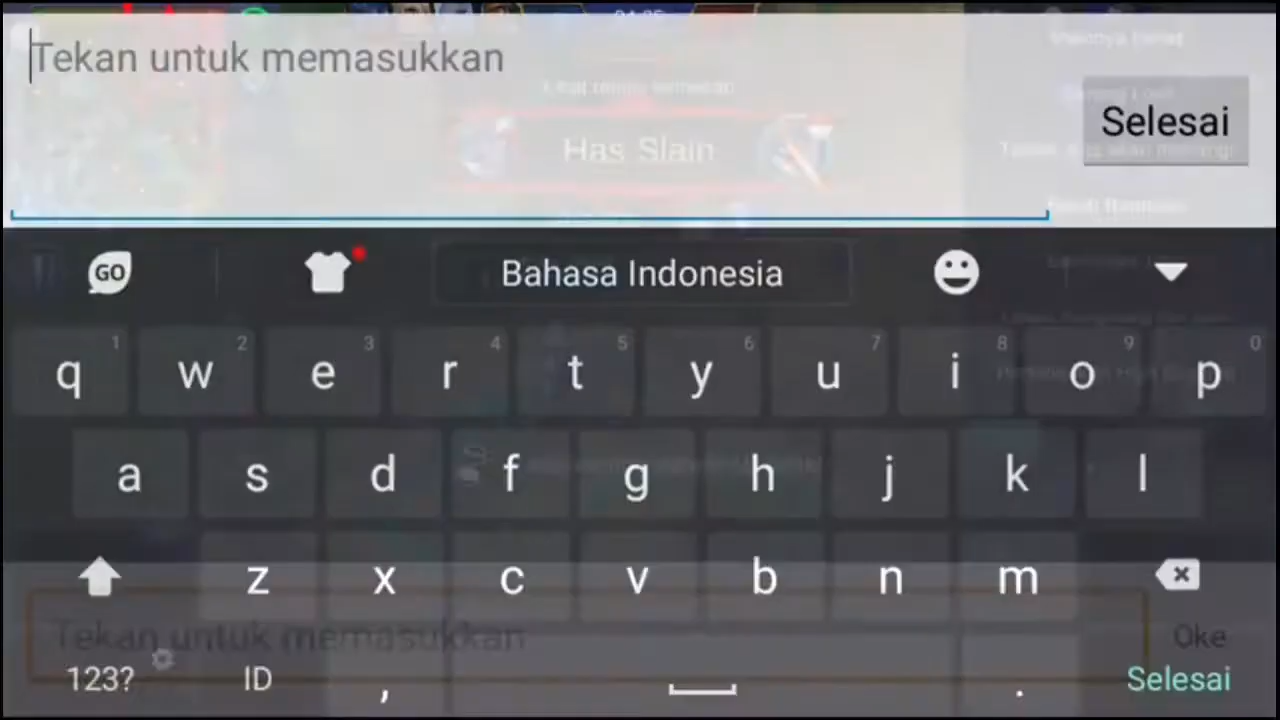 Tekan untuk memasukkan
Selesai
Has Slain
GO
Bahasa Indonesia
q 1 w 2 e 3 r 4 t 5 y 6 u 7 i 8 o 9 p 0
a s d f g h j k l
z x c v b n m
Tekan untuk memasukkan
Oke
123? ID , . Selesai